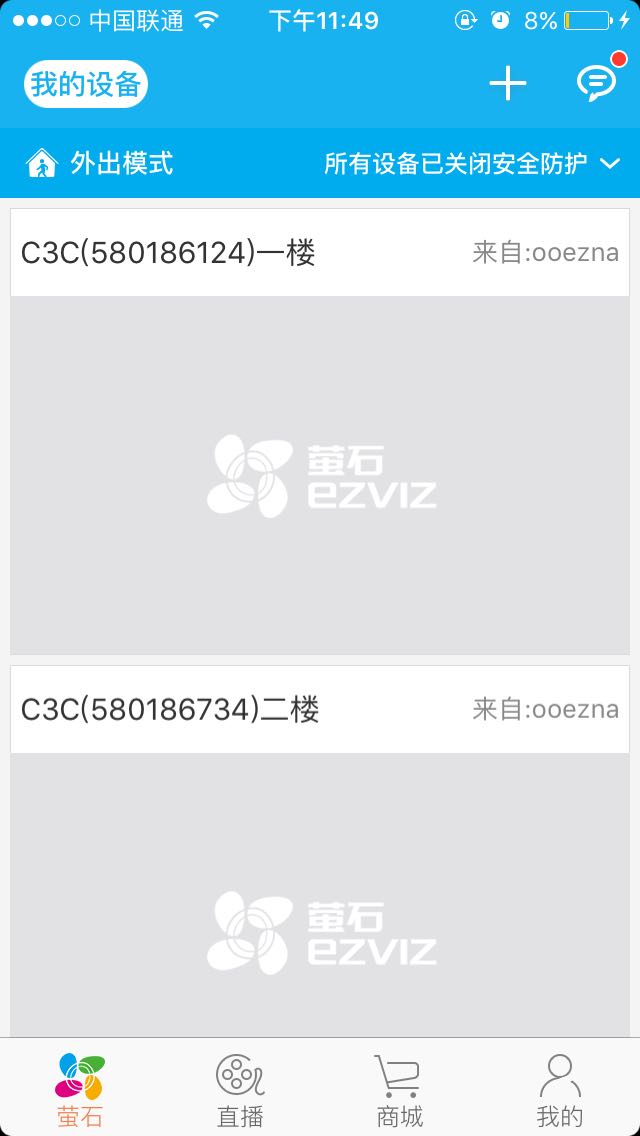 中国联通 下午11:49 8%
我的设备
外出模式 所有设备已关闭安全防护
C3C(580186124)一楼 来自:ooezna
萤石
ezviz
C3C(580186734)二楼 来自:ooezna
萤石
ezviz
萤石 直播 商城 我的